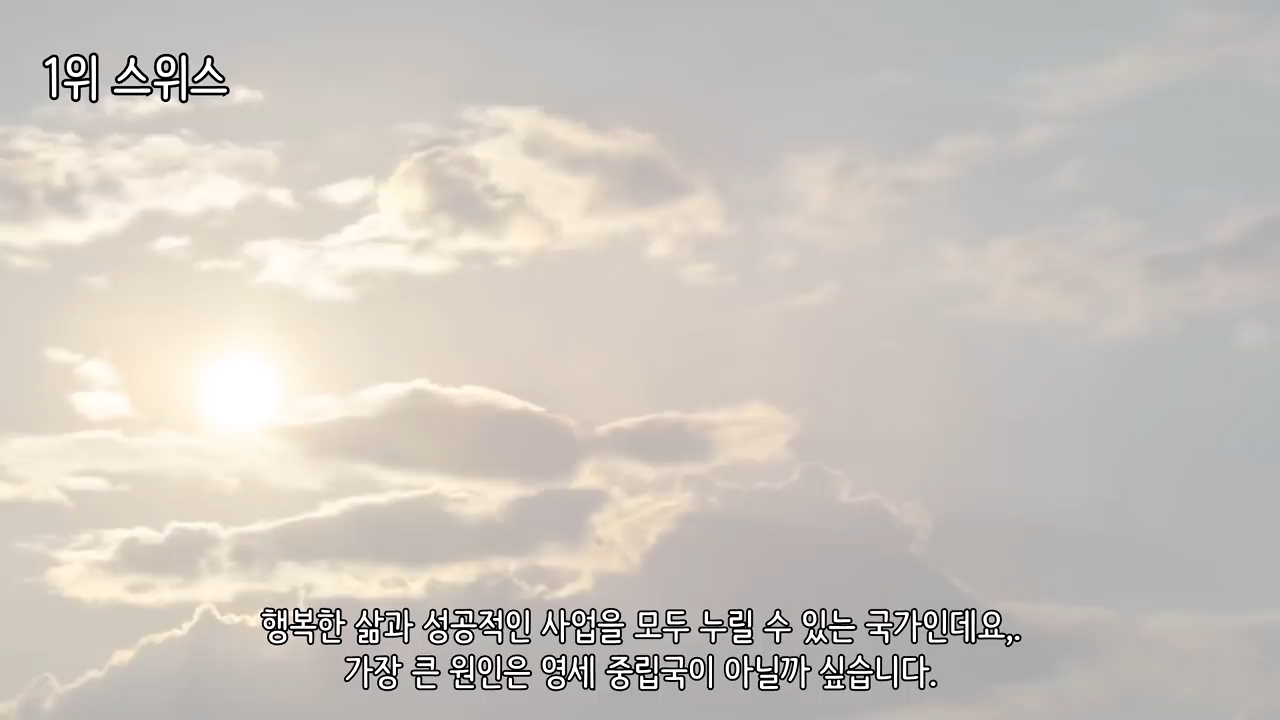 1위 스위스
행복한 삶과 성공적인 사업을 모두 누릴 수 있는 국가인데요,.
가장 큰 원인은 영세 중립국이 아닐까 싶습니다.